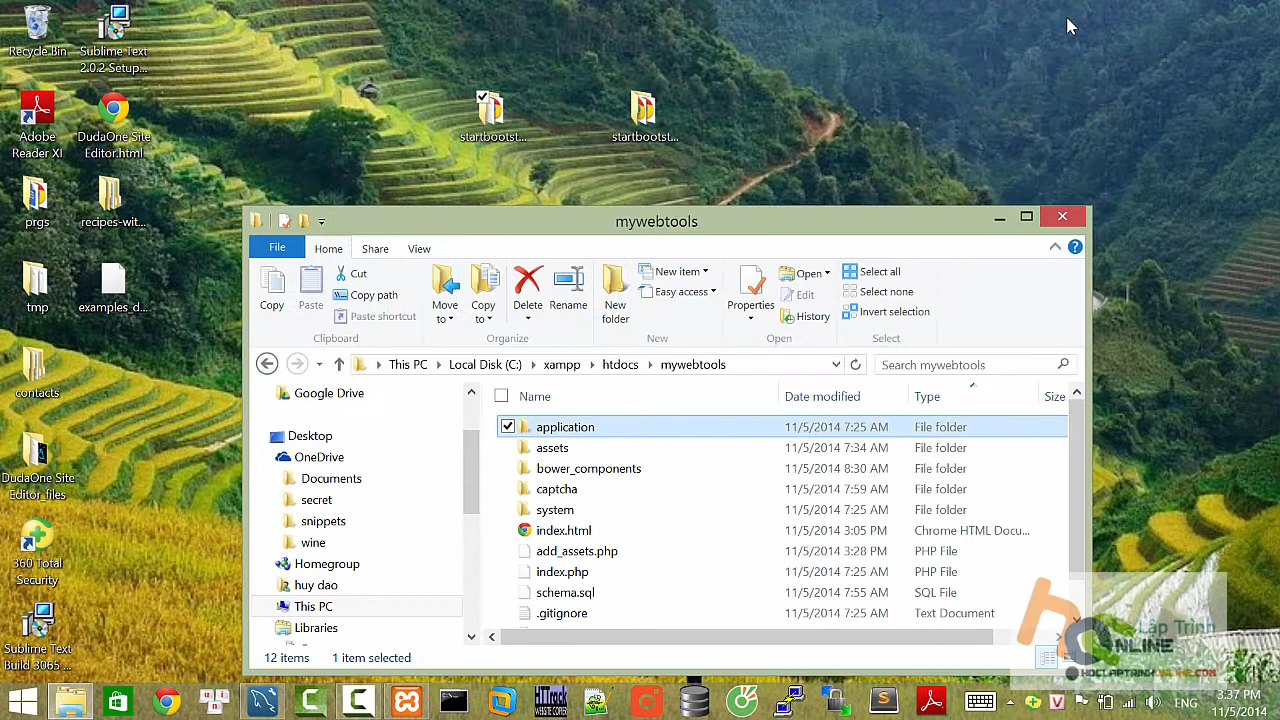 Recycle Bin
Sublime Text
2.0.2 Setup...
Adobe
Reader XI
DudaOne Site
Editor.html
prgs
recipes-wit...
tmp
examples_d...
contacts
DudaOne Site
Editor_files
360 Total
Security
Sublime Text
Build 3065 ...
startbootst...
startbootst...
mywebtools
File
Home
Share
View
Copy
Paste
Cut
Copy path
Paste shortcut
Clipboard
Move
to
Copy
to
Delete
Rename
Organize
New
folder
New item
Easy access
New
Properties
Open
Edit
History
Open
Select all
Select none
Invert selection
Select
This PC
Local Disk (C:)
xampp
htdocs
mywebtools
Search mywebtools
Google Drive
Desktop
OneDrive
Documents
secret
snippets
wine
Homegroup
huy dao
This PC
Libraries
Name Date modified Type Size
application 11/5/2014 7:25 AM File folder
assets 11/5/2014 7:34 AM File folder
bower_components 11/5/2014 8:30 AM File folder
captcha 11/5/2014 7:59 AM File folder
system 11/5/2014 7:25 AM File folder
index.html 11/5/2014 3:05 PM Chrome HTML Docu...
add_assets.php 11/5/2014 3:28 PM PHP File
index.php 11/5/2014 7:25 AM PHP File
schema.sql 11/5/2014 7:55 AM SQL File
.gitignore 11/5/2014 7:25 AM Text Document
12 items 1 item selected
Lập Trình
ONLINE
HOCLAPTRINHONLINE.COM
ENG
3:37 PM
11/5/2014